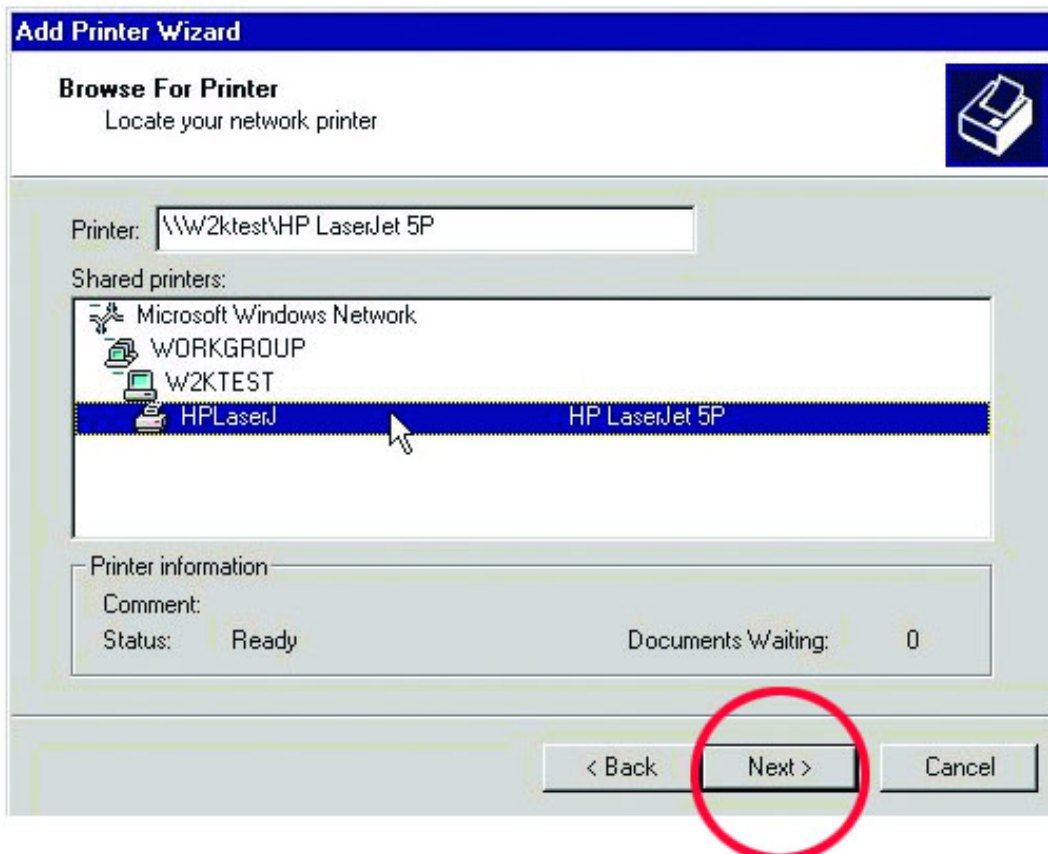 Add Printer Wizard
Browse For Printer
Locate your network printer
Printer: \\W2ktest\HP LaserJet 5P
Shared printers:
Microsoft Windows Network
WORKGROUP
W2KTEST
HPLaserJ HP LaserJet 5P
Printer information
Comment:
Status: Ready Documents Waiting: 0
< Back Next > Cancel